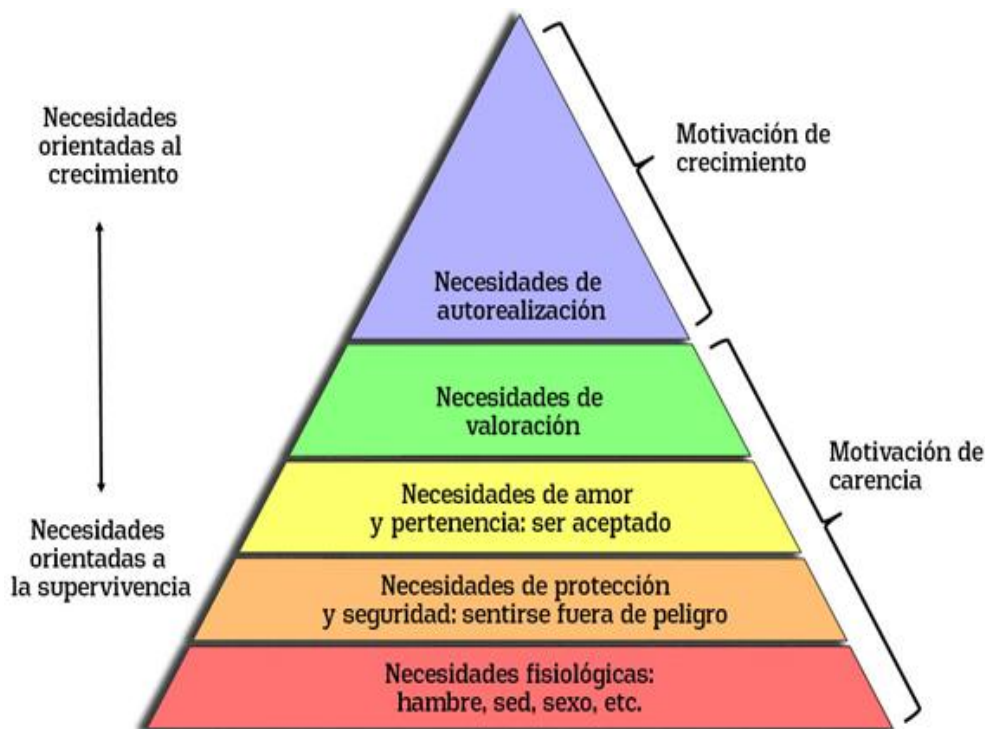 Necesidades
orientadas al
crecimiento
Motivación de
crecimiento
Necesidades de
autorealización
Necesidades de
valoración
Motivación de
carencia
Necesidades de amor
y pertenencia: ser aceptado
Necesidades
orientadas a
la supervivencia
Necesidades de protección
y seguridad: sentirse fuera de peligro
Necesidades fisiológicas:
hambre, sed, sexo, etc.